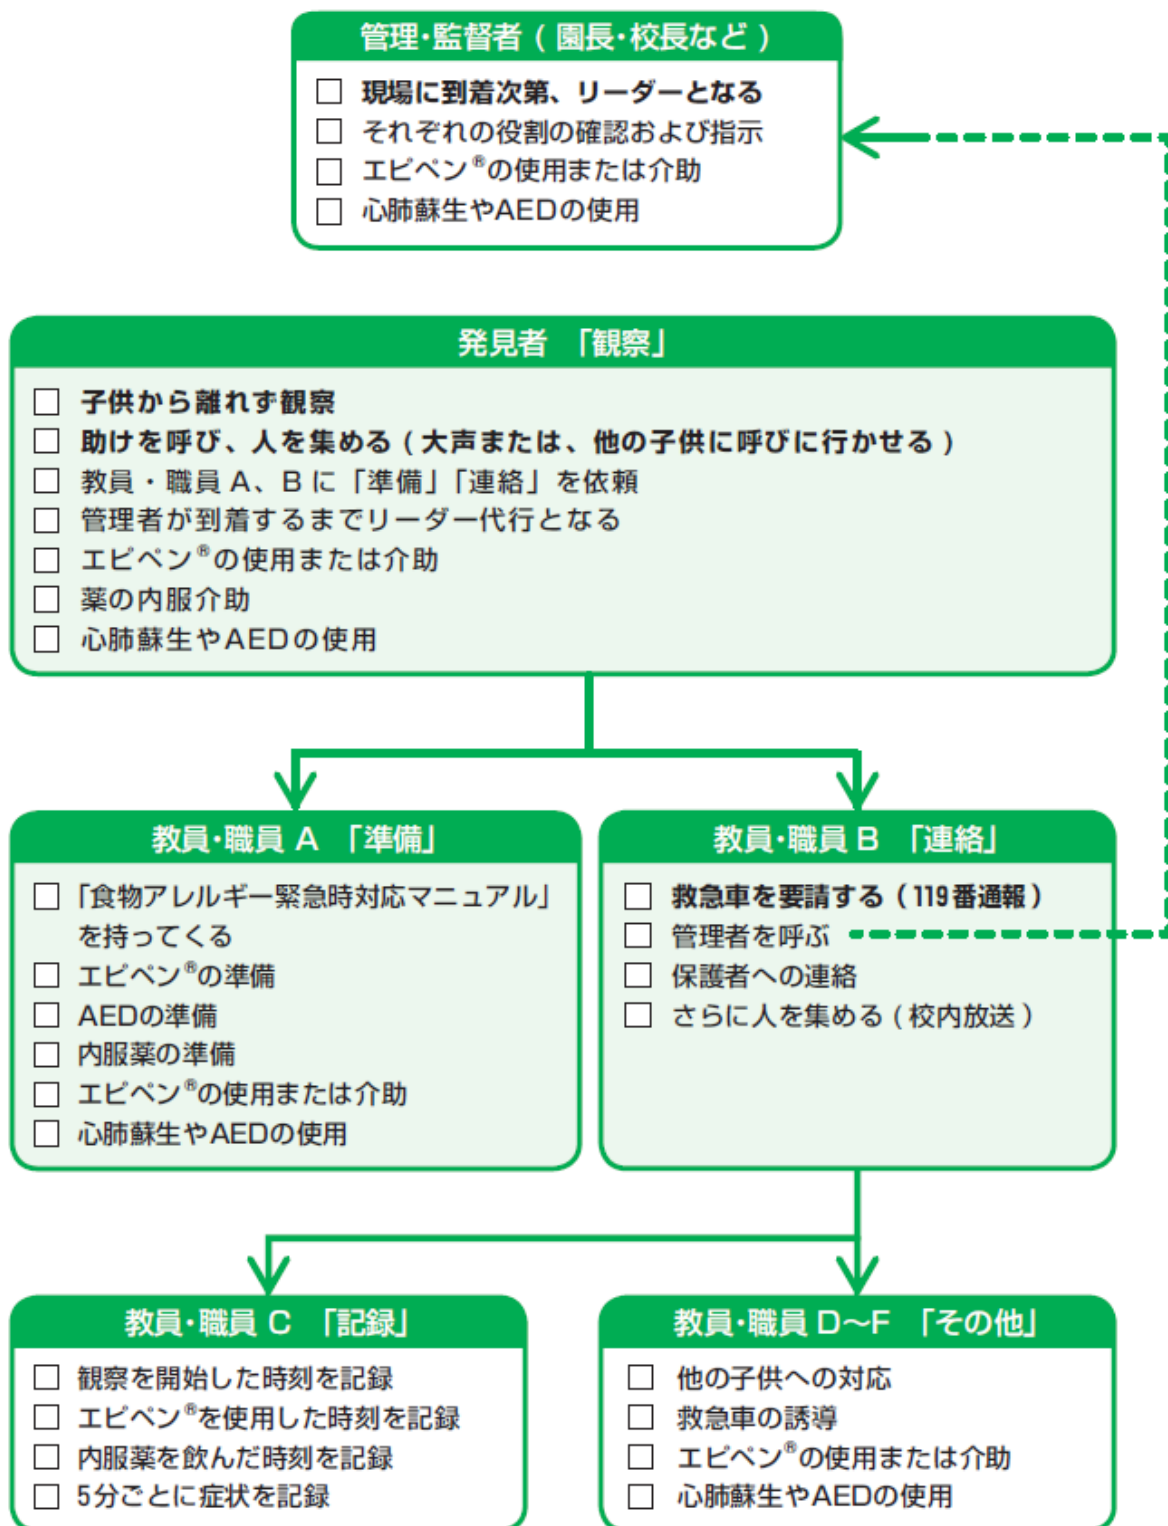 管理・監督者 ( 園長・校長など )
□ 現場に到着次第、リーダーとなる
□ それぞれの役割の確認および指示
□ エピペン®の使用または介助
□ 心肺蘇生やAEDの使用
発見者 「観察」
□ 子供から離れず観察
□ 助けを呼び、人を集める ( 大声または、他の子供に呼びに行かせる )
□ 教員・職員 A、B に「準備」「連絡」を依頼
□ 管理者が到着するまでリーダー代行となる
□ エピペン®の使用または介助
□ 薬の内服介助
□ 心肺蘇生やAEDの使用
教員・職員 A 「準備」
□ 「食物アレルギー緊急時対応マニュアル」
を持ってくる
□ エピペン®の準備
□ AEDの準備
□ 内服薬の準備
□ エピペン®の使用または介助
□ 心肺蘇生やAEDの使用
教員・職員 B 「連絡」
□ 救急車を要請する ( 119番通報 )
□ 管理者を呼ぶ
□ 保護者への連絡
□ さらに人を集める ( 校内放送 )
教員・職員 C 「記録」
□ 観察を開始した時刻を記録
□ エピペン®を使用した時刻を記録
□ 内服薬を飲んだ時刻を記録
□ 5分ごとに症状を記録
教員・職員 D〜F 「その他」
□ 他の子供への対応
□ 救急車の誘導
□ エピペン®の使用または介助
□ 心肺蘇生やAEDの使用